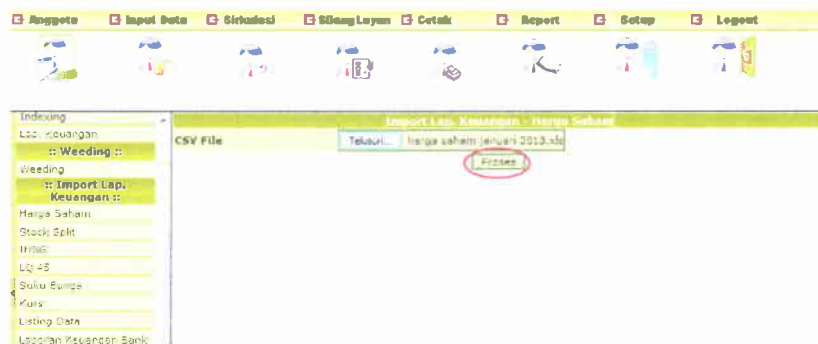 Anggota Input Data Sirkulasi Silang Layan Cetak Report Setup Logout
Indexing
Lap. Keuangan
:: Weeding ::
Weeding
:: Import Lap. Keuangan ::
Harga Saham
Stock Split
IHSG
LQ 45
Suku Bunga
Kurs
Listing Data
Laporan Keuangan Bank
Import Lap. Keuangan - Harga Saham
CSV File Telusuri... harga saham januari 2013.xls
Proses